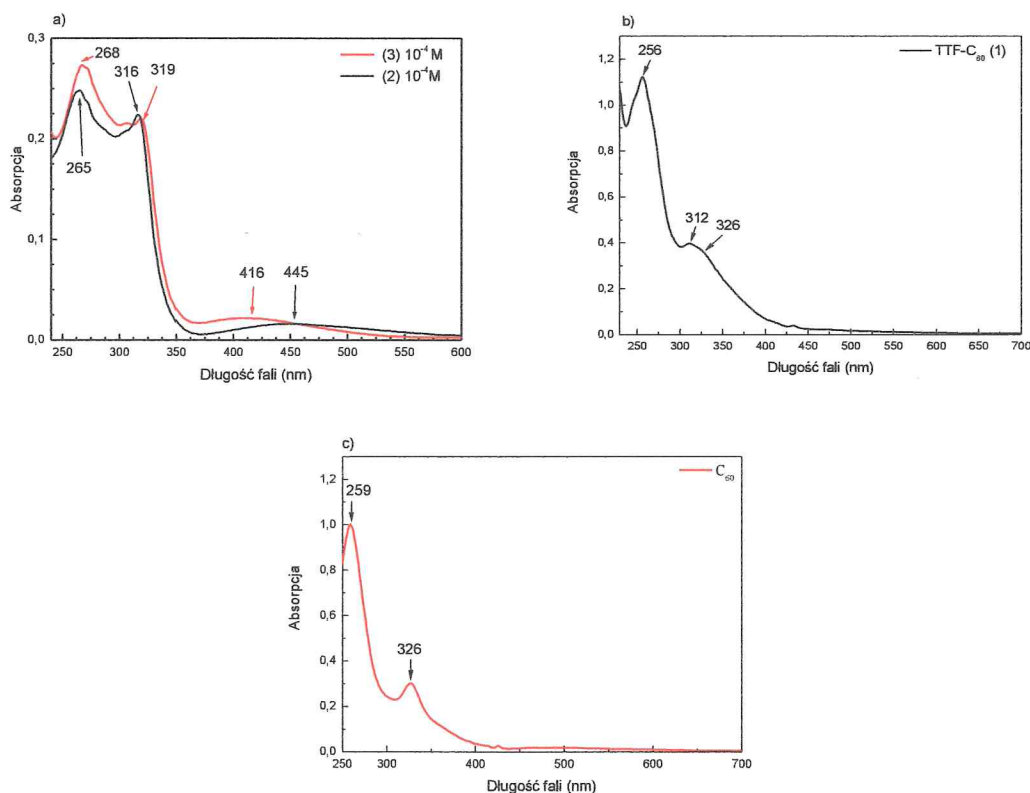 a)
0,3
0,2
0,1
0,0
Absorpcja
268
316
319
265
416
445
(3) 10⁻⁴ M
(2) 10⁻⁴M
250 300 350 400 450 500 550 600
Długość fali (nm)
b)
1,2
1,0
0,8
0,6
0,4
0,2
0,0
Absorpcja
256
312
326
TTF-C₆₀ (1)
250 300 350 400 450 500 550 600 650 700
Długość fali (nm)
c)
1,2
1,0
0,8
0,6
0,4
0,2
0,0
Absorpcja
259
326
C₆₀
250 300 350 400 500 600 700
Długość fali (nm)